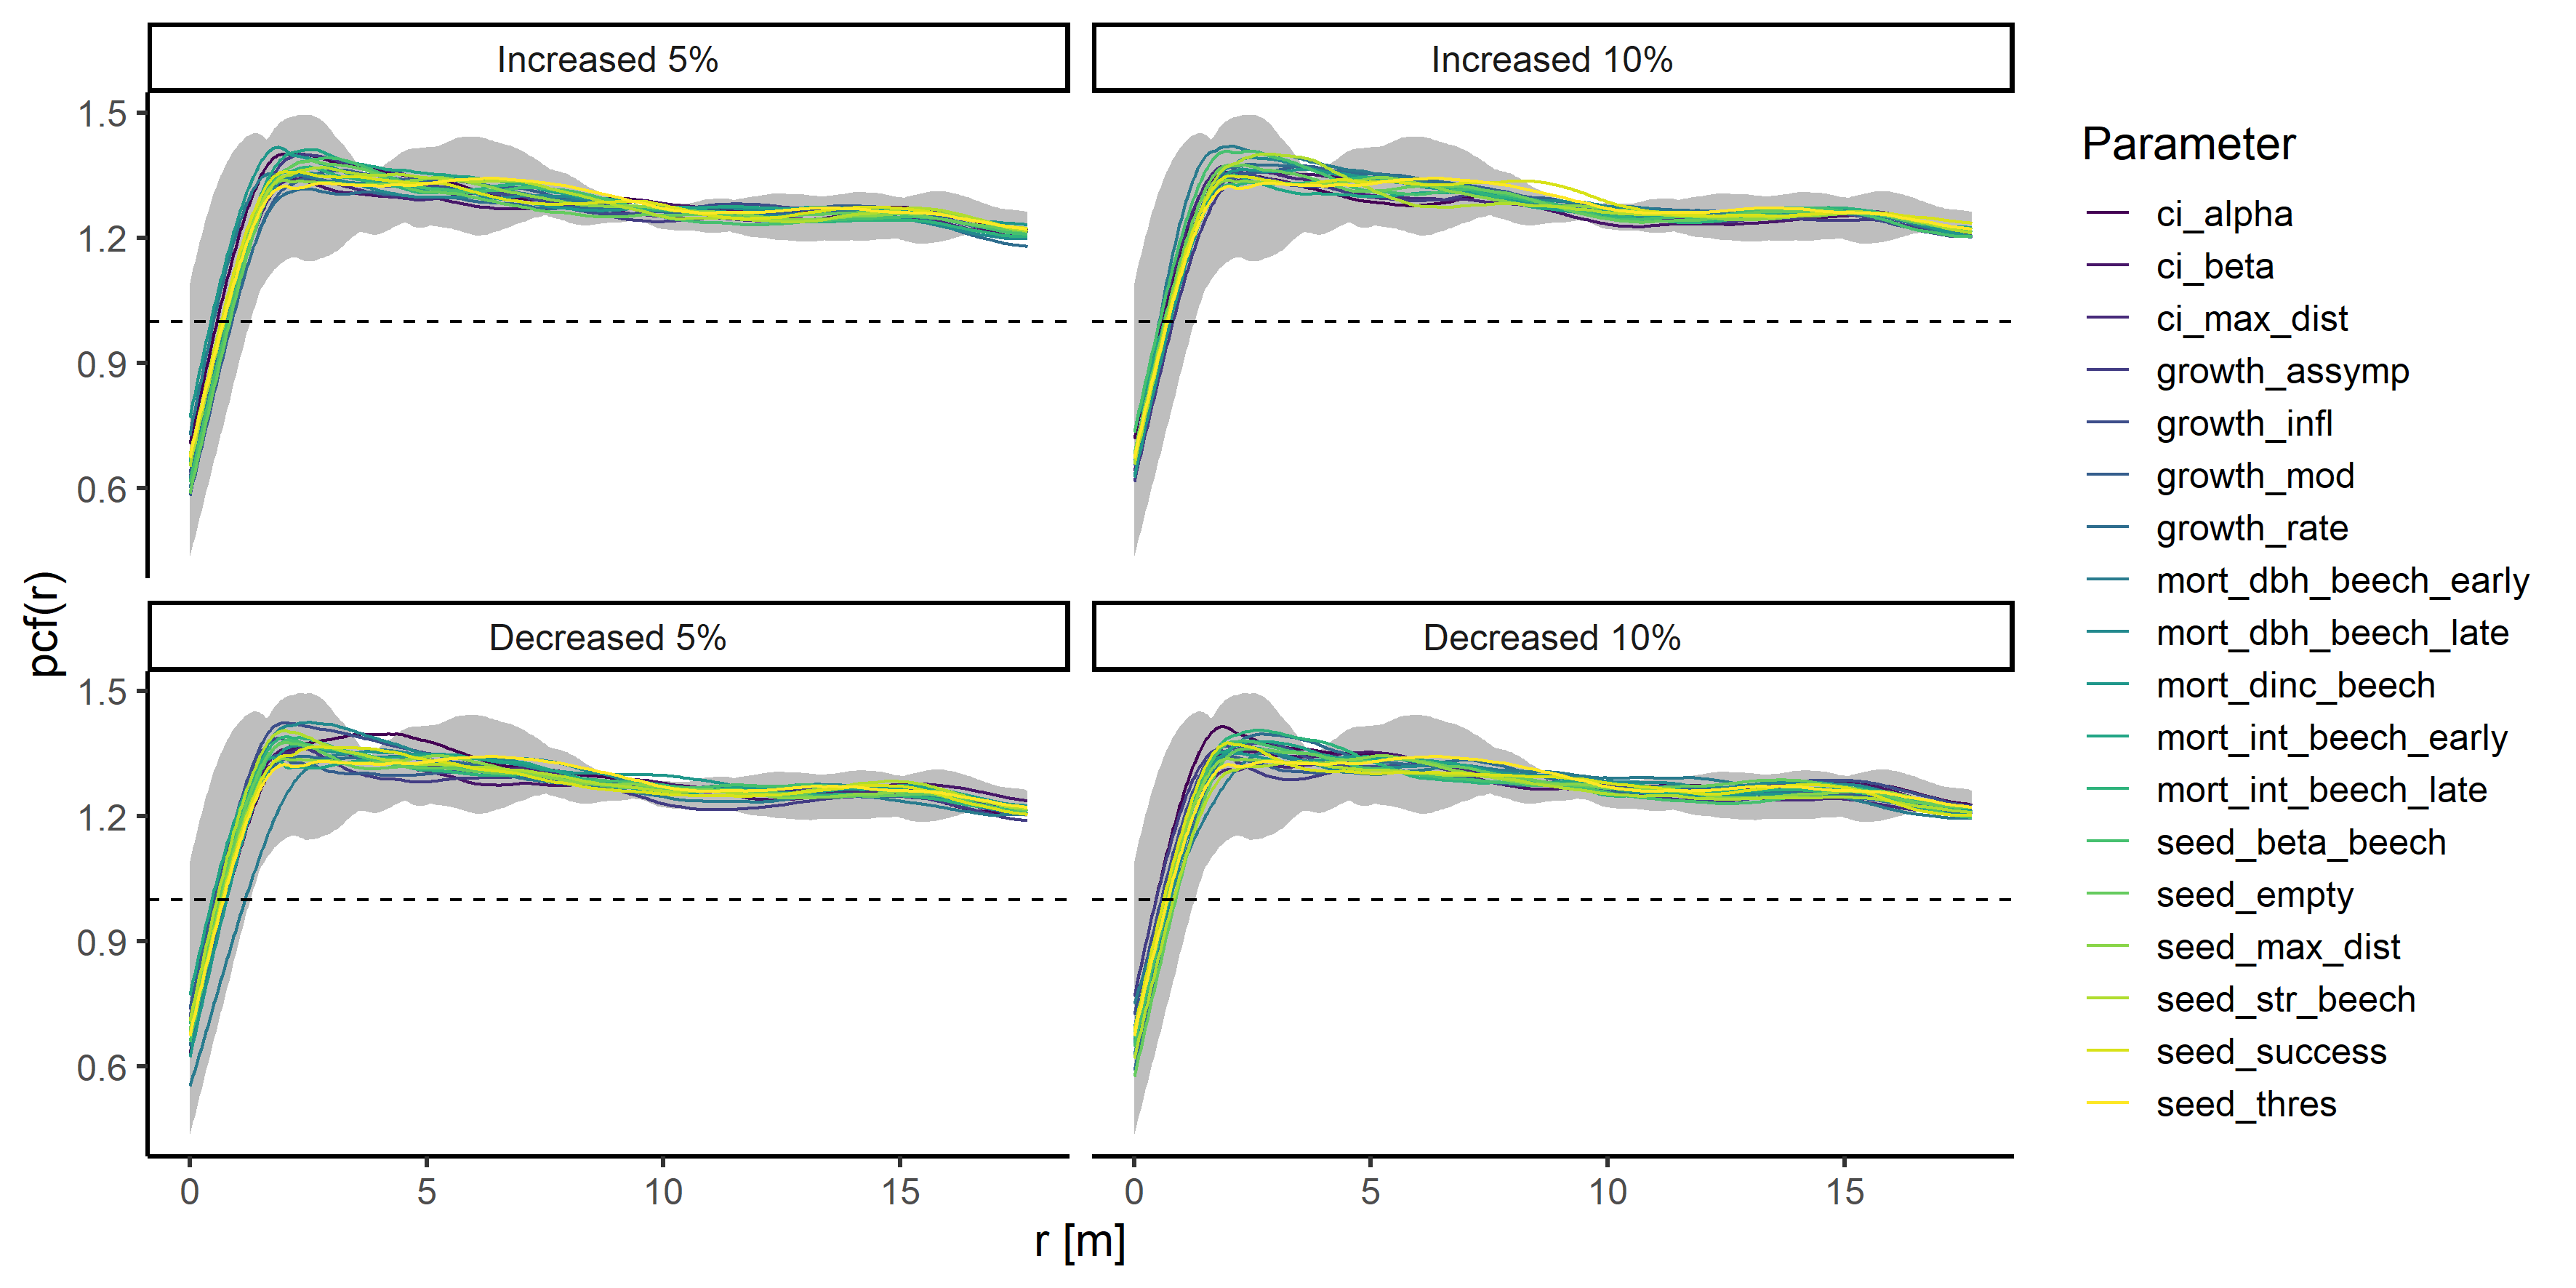 Increased 5%
Increased 10%
1.5
1.2
0.9
0.6
Decreased 5%
Decreased 10%
1.5
1.2
0.9
0.6
0 5 10 15
0 5 10 15
pcf(r)
r [m]
Parameter
ci_alpha
ci_beta
ci_max_dist
growth_assymp
growth_infl
growth_mod
growth_rate
mort_dbh_beech_early
mort_dbh_beech_late
mort_dinc_beech
mort_int_beech_early
mort_int_beech_late
seed_beta_beech
seed_empty
seed_max_dist
seed_str_beech
seed_success
seed_thres